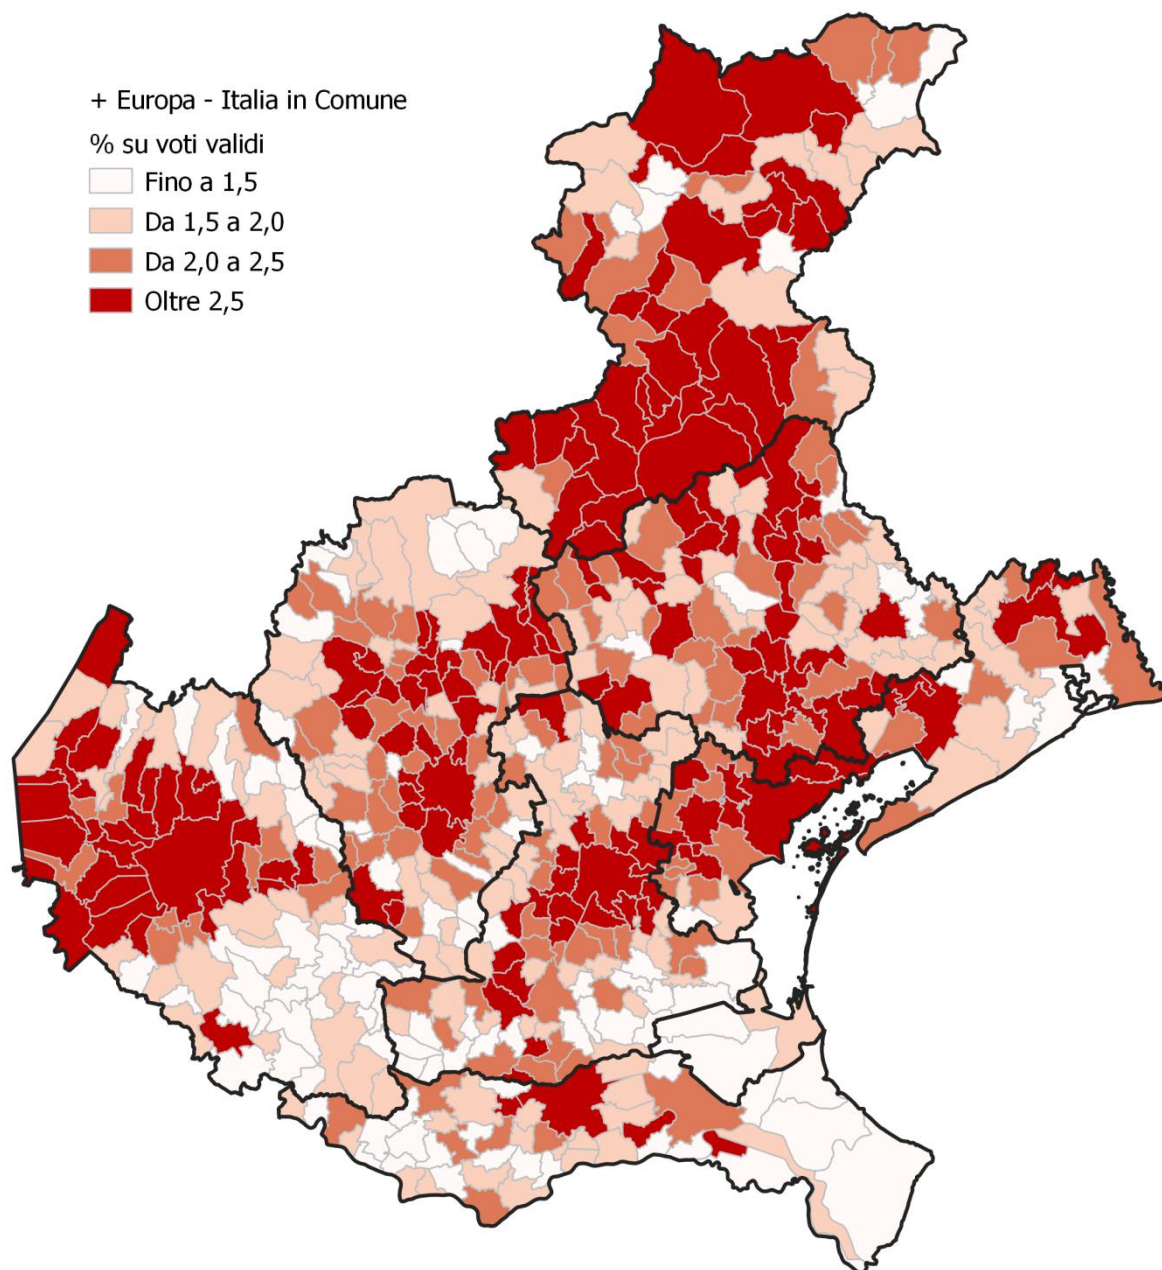 + Europa - Italia in Comune
% su voti validi
Fino a 1,5
Da 1,5 a 2,0
Da 2,0 a 2,5
Oltre 2,5